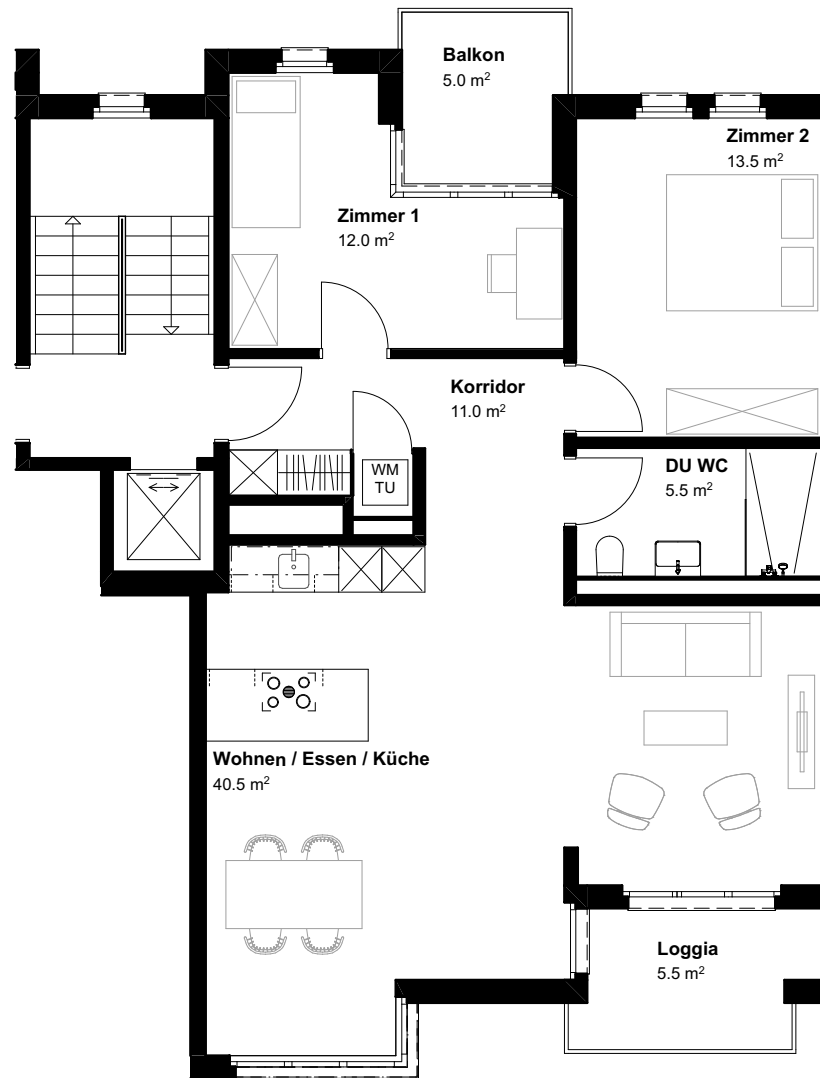 Balkon
5.0 m²
Zimmer 2
13.5 m²
Zimmer 1
12.0 m²
Korridor
11.0 m²
WM
TU
DU WC
5.5 m²
Wohnen / Essen / Küche
40.5 m²
Loggia
5.5 m²